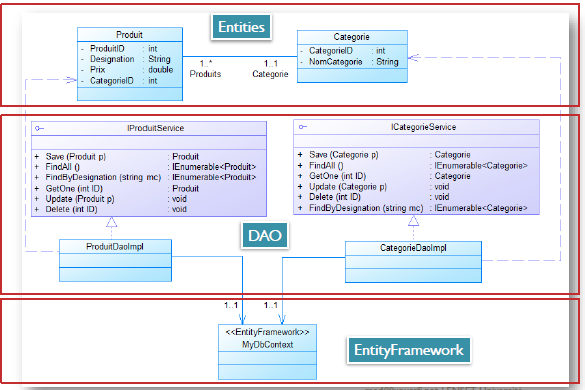 Entities
Produit
- ProduitID : int
- Designation : String
- Prix : double
- CategorieID : int
1..*
Produits
1..1
Categorie
Categorie
- CategorieID : int
- NomCategorie : String
IProduitService
+ Save (Produit p) : Produit
+ FindAll () : IEnumerable<Produit>
+ FindByDesignation (string mc) : IEnumerable<Produit>
+ GetOne (int ID) : Produit
+ Update (Produit p) : void
+ Delete (int ID) : void
ICategorieService
+ Save (Categorie p) : Categorie
+ FindAll () : IEnumerable<Categorie>
+ GetOne (int ID) : Categorie
+ Update (Categorie p) : void
+ Delete (int ID) : void
+ FindByDesignation (string mc) : IEnumerable<Categorie>
DAO
ProduitDaoImpl
CategorieDaoImpl
1..1
1..1
<<EntityFramework>>
MyDbContext
EntityFramework